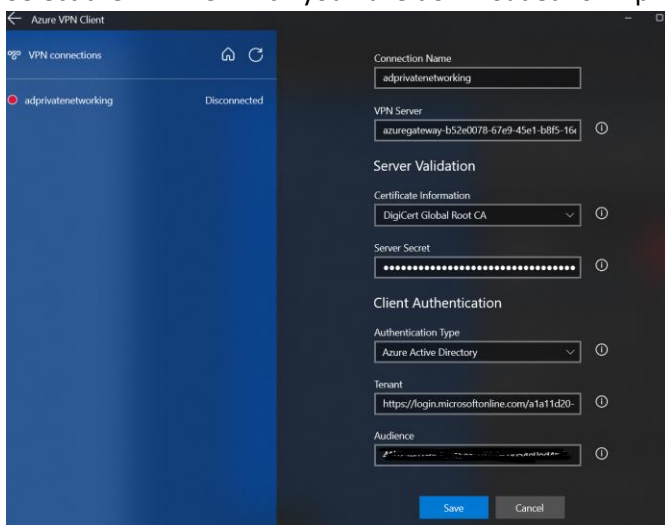 Azure VPN Client
VPN connections
adprivatenetworking Disconnected
Connection Name
adprivatenetworking
VPN Server
azuregateway-b52e0078-67e9-45e1-b8f5-16
Server Validation
Certificate Information
DigiCert Global Root CA
Server Secret
••••••••••••••••••••••••••••••••
Client Authentication
Authentication Type
Azure Active Directory
Tenant
https://login.microsoftonline.com/a1a11d20-
Audience
Save Cancel